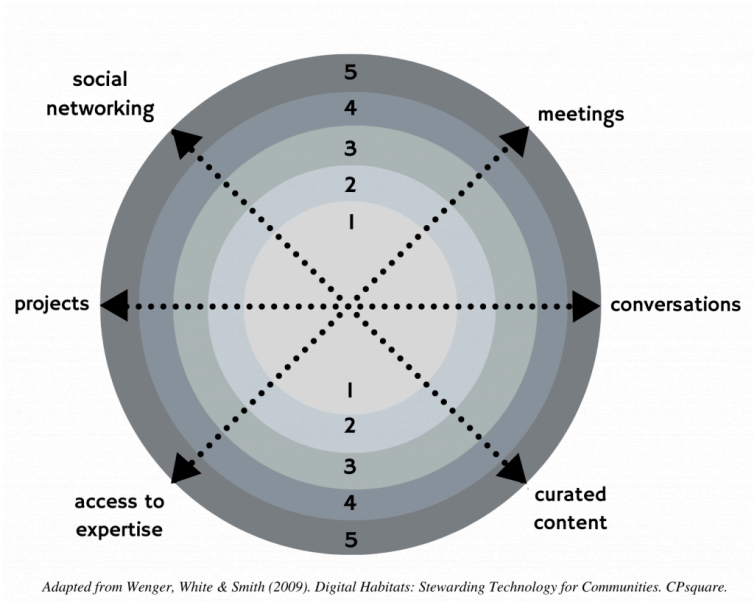 5
social
networking
4
meetings
3
2
1
projects
conversations
1
2
3
access to
expertise
curated
content
4
5
Adapted from Wenger, White & Smith (2009). Digital Habitats: Stewarding Technology for Communities. CPsquare.